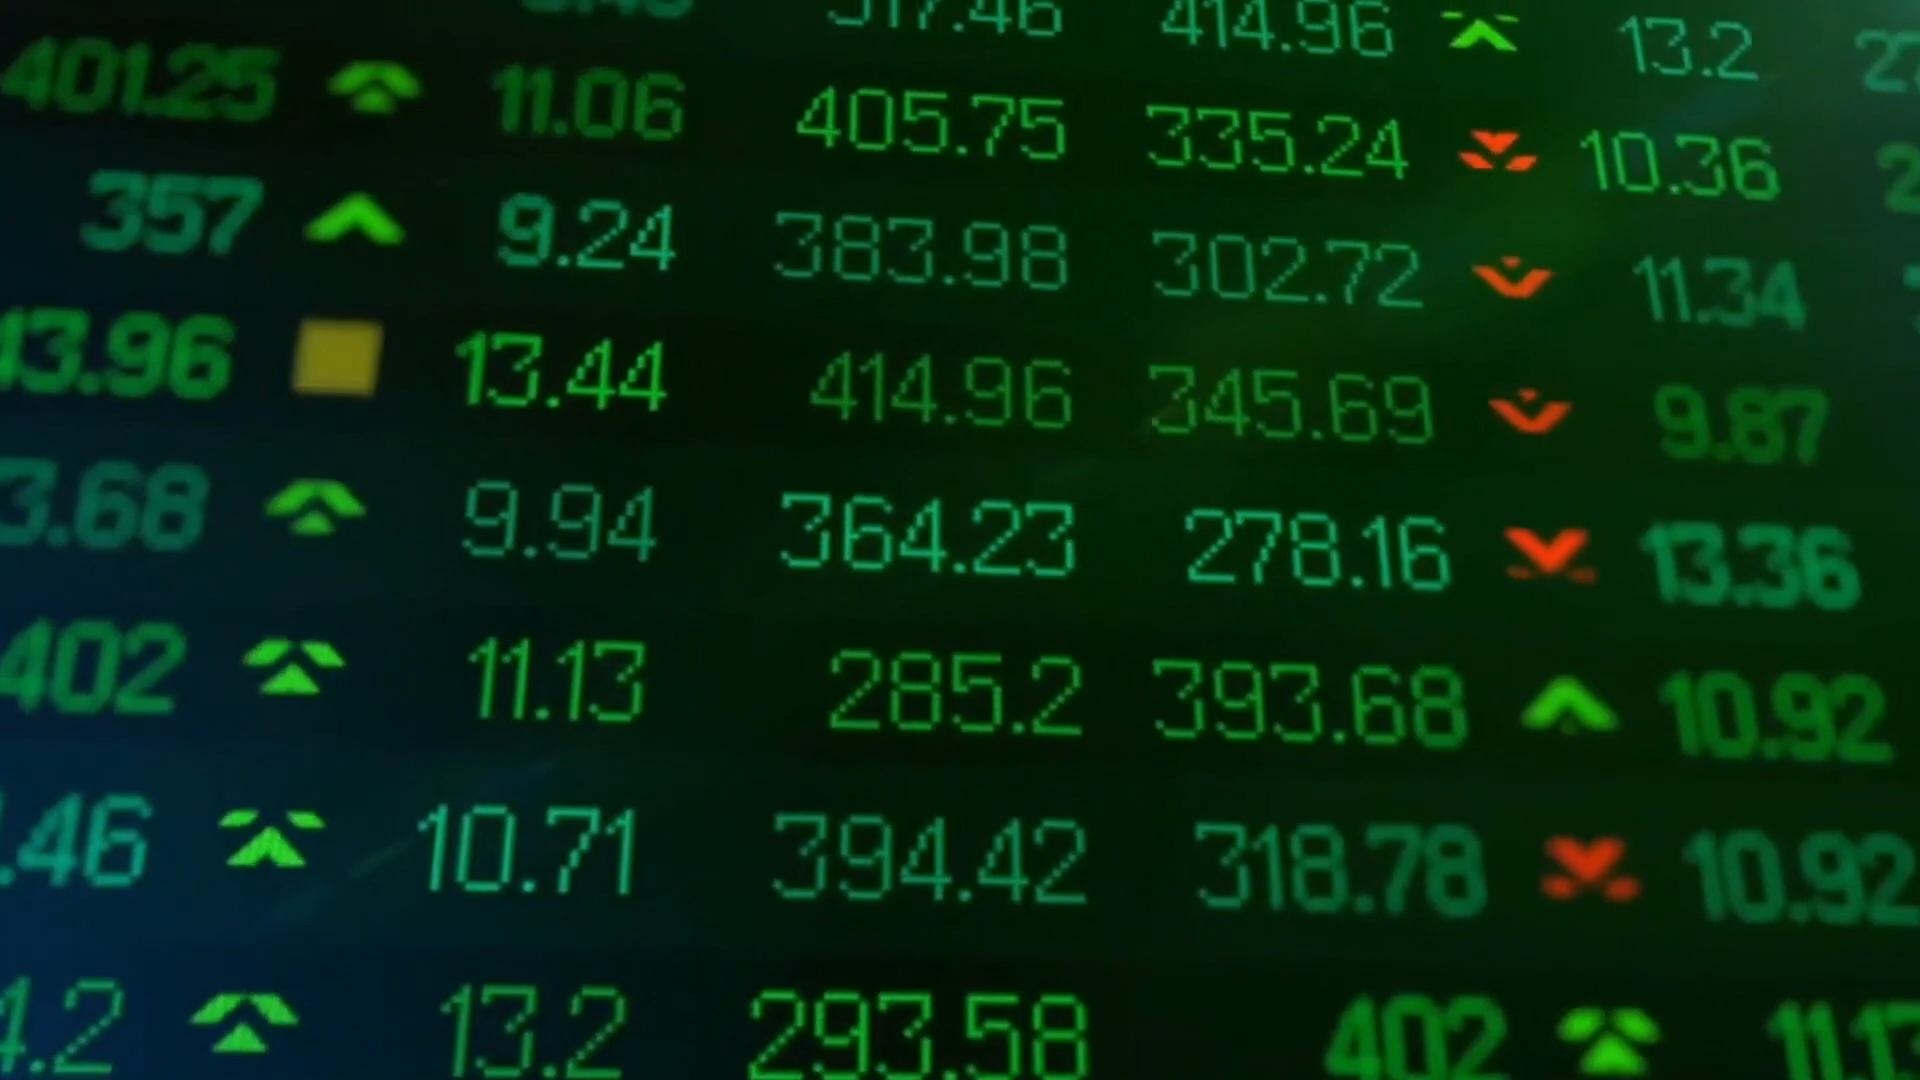 317.46 414.96 13.2
401.25 11.06 405.75 335.24 10.36
357 9.24 383.98 302.72 11.34
13.96 13.44 414.96 345.69 9.87
3.68 9.94 364.23 278.16 13.36
402 11.13 285.2 393.68 10.92
.46 10.71 394.42 318.78 10.92
4.2 13.2 293.58 402 11.13